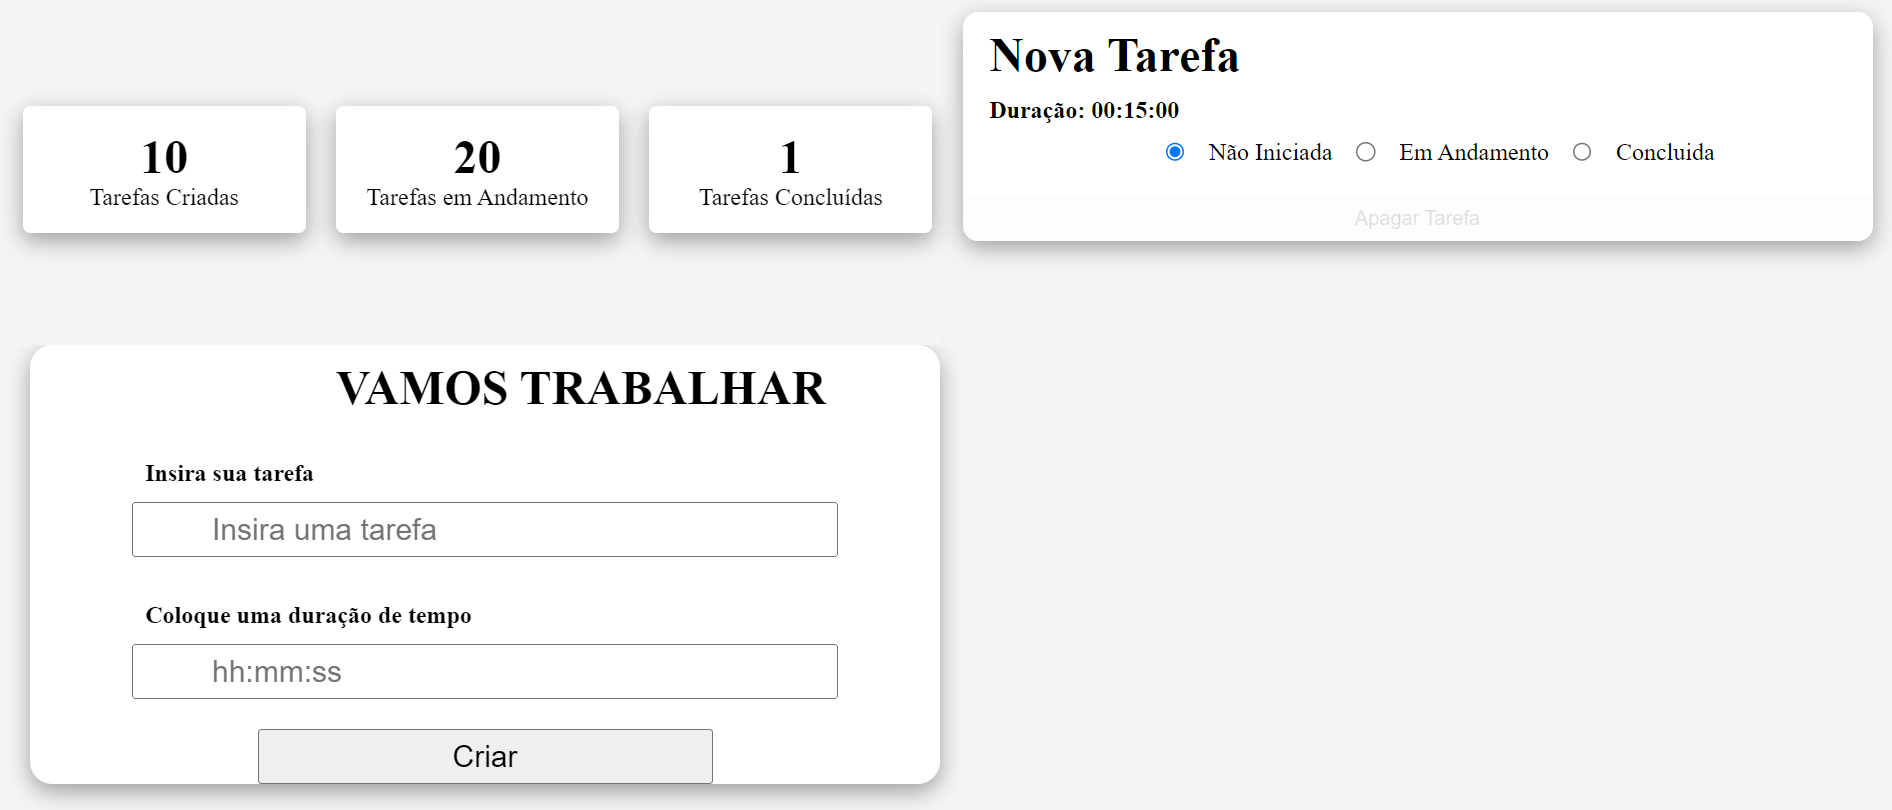 10
Tarefas Criadas
20
Tarefas em Andamento
1
Tarefas Concluídas
Nova Tarefa
Duração: 00:15:00
Não Iniciada Em Andamento Concluida
Apagar Tarefa
VAMOS TRABALHAR
Insira sua tarefa
Insira uma tarefa
Coloque uma duração de tempo
hh:mm:ss
Criar